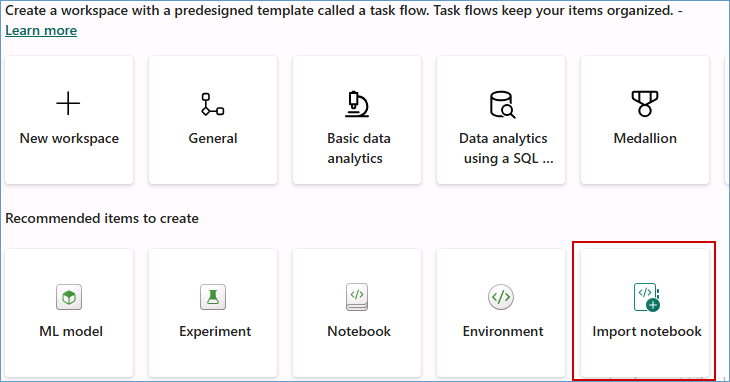 Create a workspace with a predesigned template called a task flow. Task flows keep your items organized. -
Learn more
New workspace
General
Basic data
analytics
Data analytics
using a SQL ...
Medallion
Recommended items to create
ML model
Experiment
Notebook
Environment
Import notebook